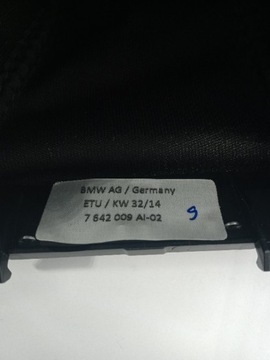 BMW AG / Germany
ETU / KW 32/14
7 642 009 AI-02
9